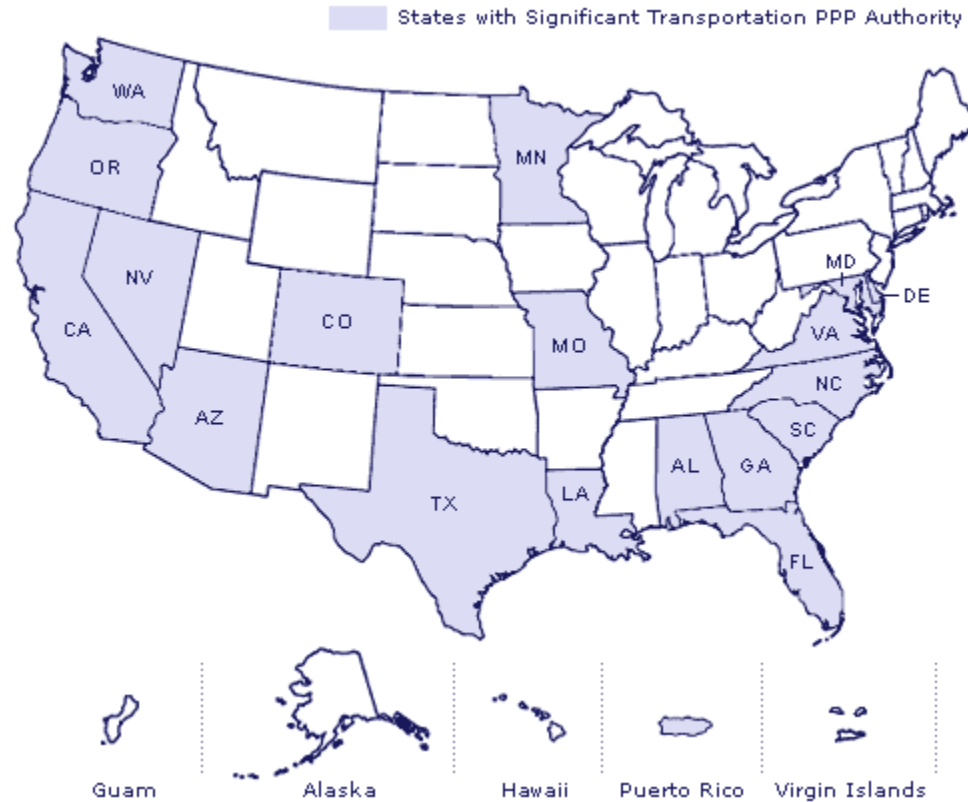 States with Significant Transportation PPP Authority
WA
OR
MN
MD
NV
DE
CA
CO
VA
MO
NC
AZ
SC
AL
GA
LA
TX
FL
Guam
Alaska
Hawaii
Puerto Rico
Virgin Islands